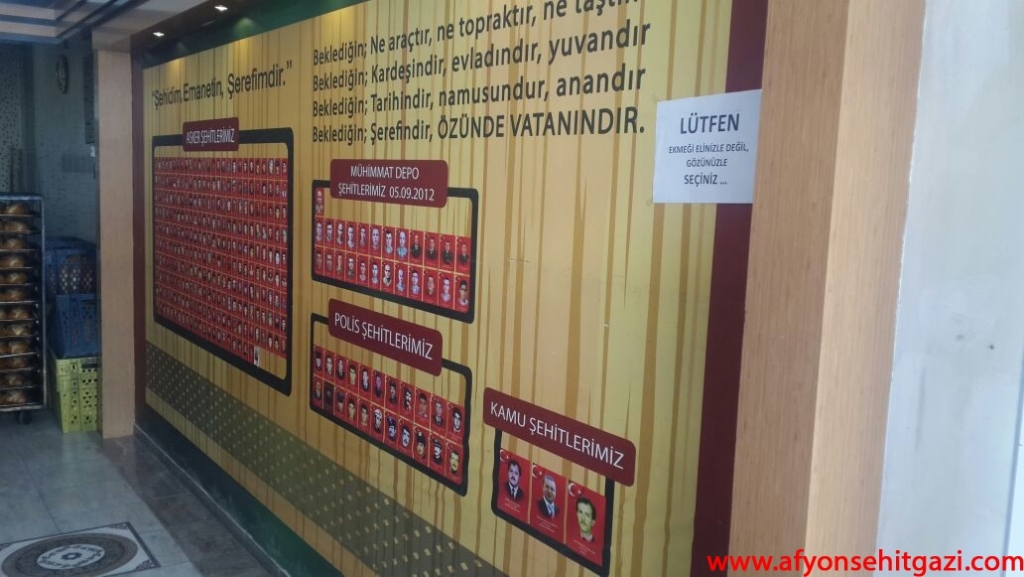 "Şehidim. Emanetin, Şerefimdir."
Beklediğin; Ne araçtır, ne topraktır, ne taştır
Beklediğin; Kardeşindir, evladındır, yuvandır
Beklediğin; Tarihindir, namusundur, anandır
Beklediğin; Şerefindir, ÖZÜNDE VATANINDIR.
ASKER ŞEHİTLERİMİZ
MÜHİMMAT DEPO
ŞEHİTLERİMİZ 05.09.2012
POLİS ŞEHİTLERİMİZ
KAMU ŞEHİTLERİMİZ
LÜTFEN
EKMEĞİ ELİNİZLE DEĞİL,
GÖZÜNÜZLE
SEÇİNİZ ...
www.afyonsehitgazi.com